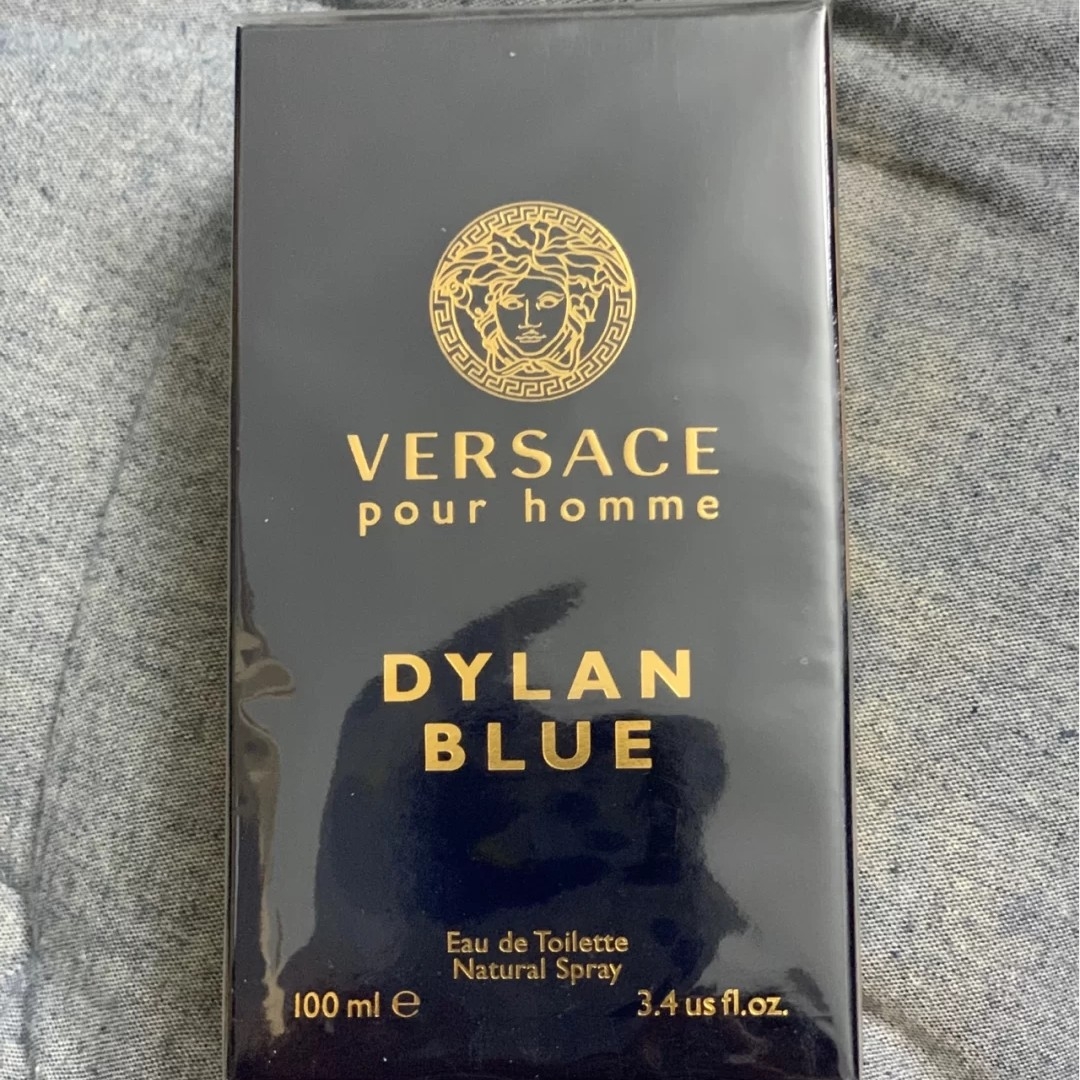 VERSACE
pour homme
DYLAN
BLUE
Eau de Toilette
Natural Spray
100 ml ℮ 3.4 us fl.oz.